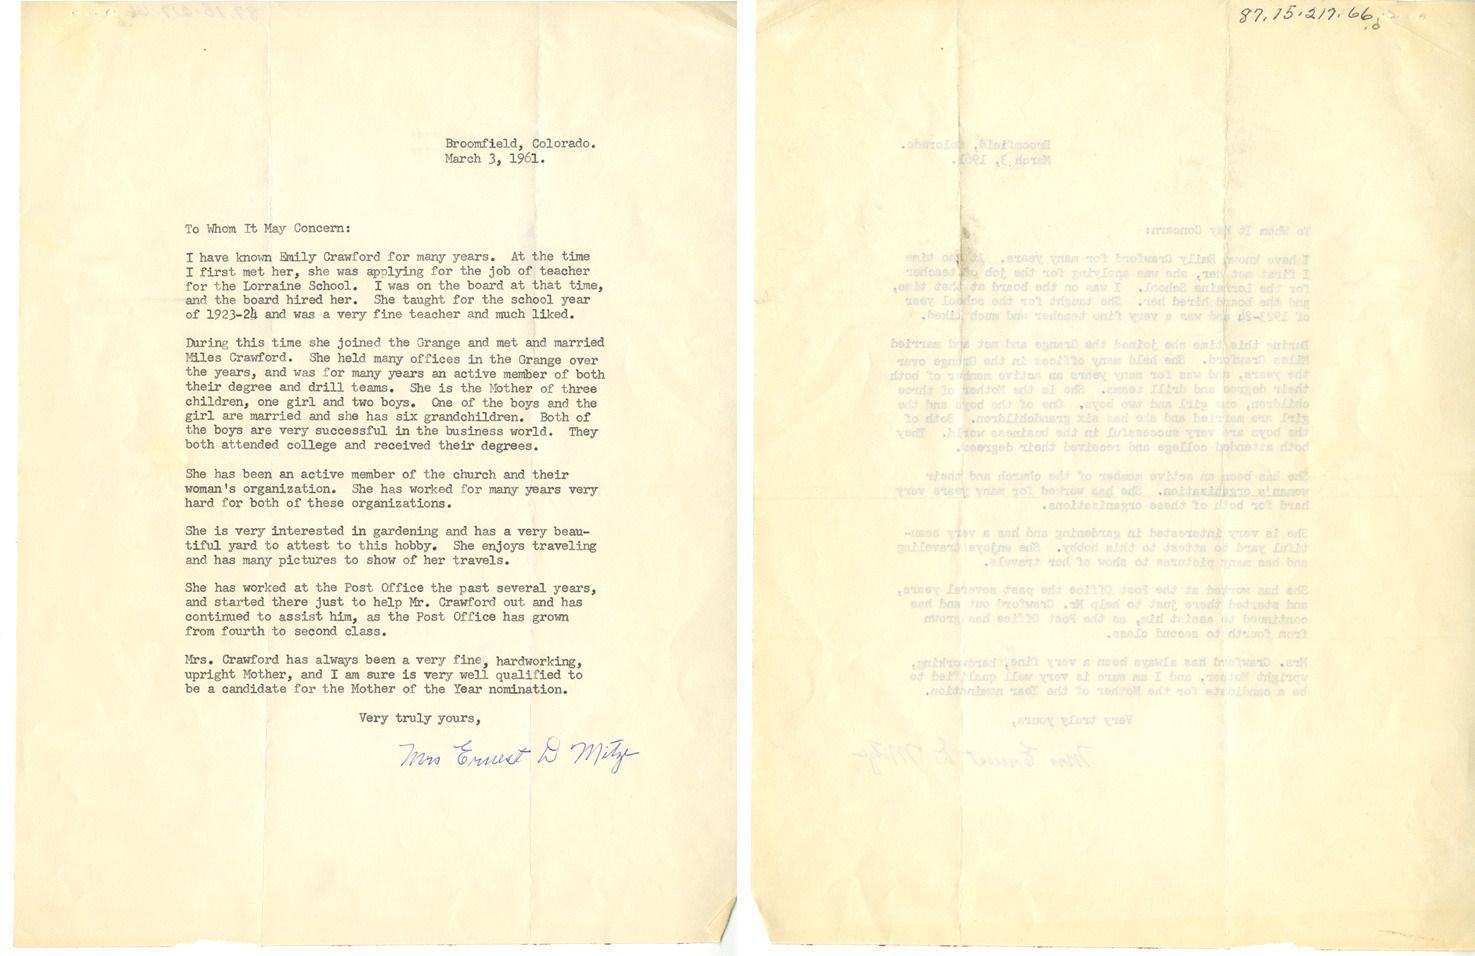 Broomfield, Colorado.
March 3, 1961.
To Whom It May Concern:
I have known Emily Crawford for many years. At the time
I first met her, she was applying for the job of teacher
for the Lorraine School. I was on the board at that time,
and the board hired her. She taught for the school year
of 1923-24 and was a very fine teacher and much liked.
During this time she joined the Grange and met and married
Miles Crawford. She held many offices in the Grange over
the years, and was for many years an active member of both
their degree and drill teams. She is the Mother of three
children, one girl and two boys. One of the boys and the
girl are married and she has six grandchildren. Both of
the boys are very successful in the business world. They
both attended college and received their degrees.
She has been an active member of the church and their
woman's organization. She has worked for many years very
hard for both of these organizations.
She is very interested in gardening and has a very beau-
tiful yard to attest to this hobby. She enjoys traveling
and has many pictures to show of her travels.
She has worked at the Post Office the past several years,
and started there just to help Mr. Crawford out and has
continued to assist him, as the Post Office has grown
from fourth to second class.
Mrs. Crawford has always been a very fine, hardworking,
upright Mother, and I am sure is very well qualified to
be a candidate for the Mother of the Year nomination.
Very truly yours,
Mrs Ernest D Mitze
87.15.217.66